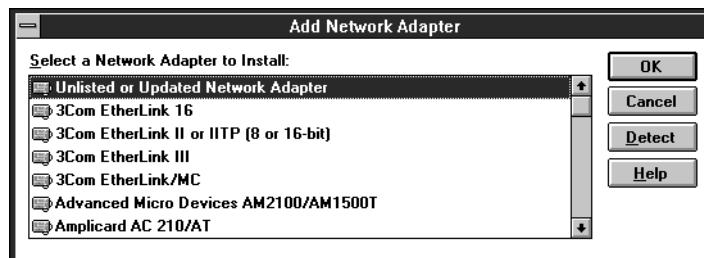 Add Network Adapter
Select a Network Adapter to Install:
Unlisted or Updated Network Adapter
3Com EtherLink 16
3Com EtherLink II or IITP (8 or 16-bit)
3Com EtherLink III
3Com EtherLink/MC
Advanced Micro Devices AM2100/AM1500T
Amplicard AC 210/AT
OK
Cancel
Detect
Help